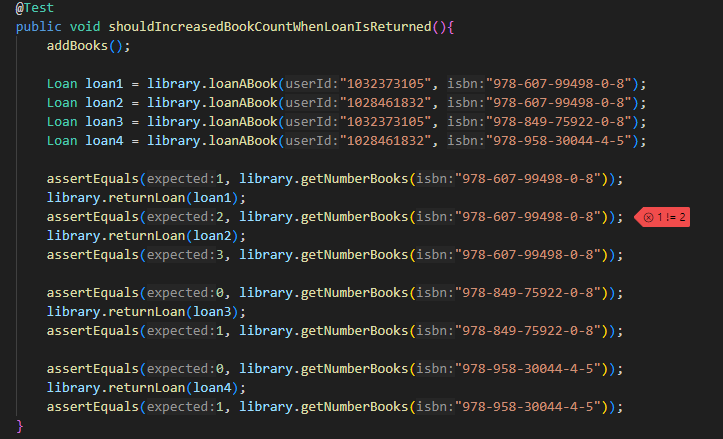 @Test
public void shouldIncreasedBookCountWhenLoanIsReturned(){
addBooks();
Loan loan1 = library.loanABook(userId:"1032373105", isbn:"978-607-99498-0-8");
Loan loan2 = library.loanABook(userId:"1028461832", isbn:"978-607-99498-0-8");
Loan loan3 = library.loanABook(userId:"1032373105", isbn:"978-849-75922-0-8");
Loan loan4 = library.loanABook(userId:"1028461832", isbn:"978-958-30044-4-5");
assertEquals(expected:1, library.getNumberBooks(isbn:"978-607-99498-0-8"));
library.returnLoan(loan1);
assertEquals(expected:2, library.getNumberBooks(isbn:"978-607-99498-0-8")); 1 != 2
library.returnLoan(loan2);
assertEquals(expected:3, library.getNumberBooks(isbn:"978-607-99498-0-8"));
assertEquals(expected:0, library.getNumberBooks(isbn:"978-849-75922-0-8"));
library.returnLoan(loan3);
assertEquals(expected:1, library.getNumberBooks(isbn:"978-849-75922-0-8"));
assertEquals(expected:0, library.getNumberBooks(isbn:"978-958-30044-4-5"));
library.returnLoan(loan4);
assertEquals(expected:1, library.getNumberBooks(isbn:"978-958-30044-4-5"));
}